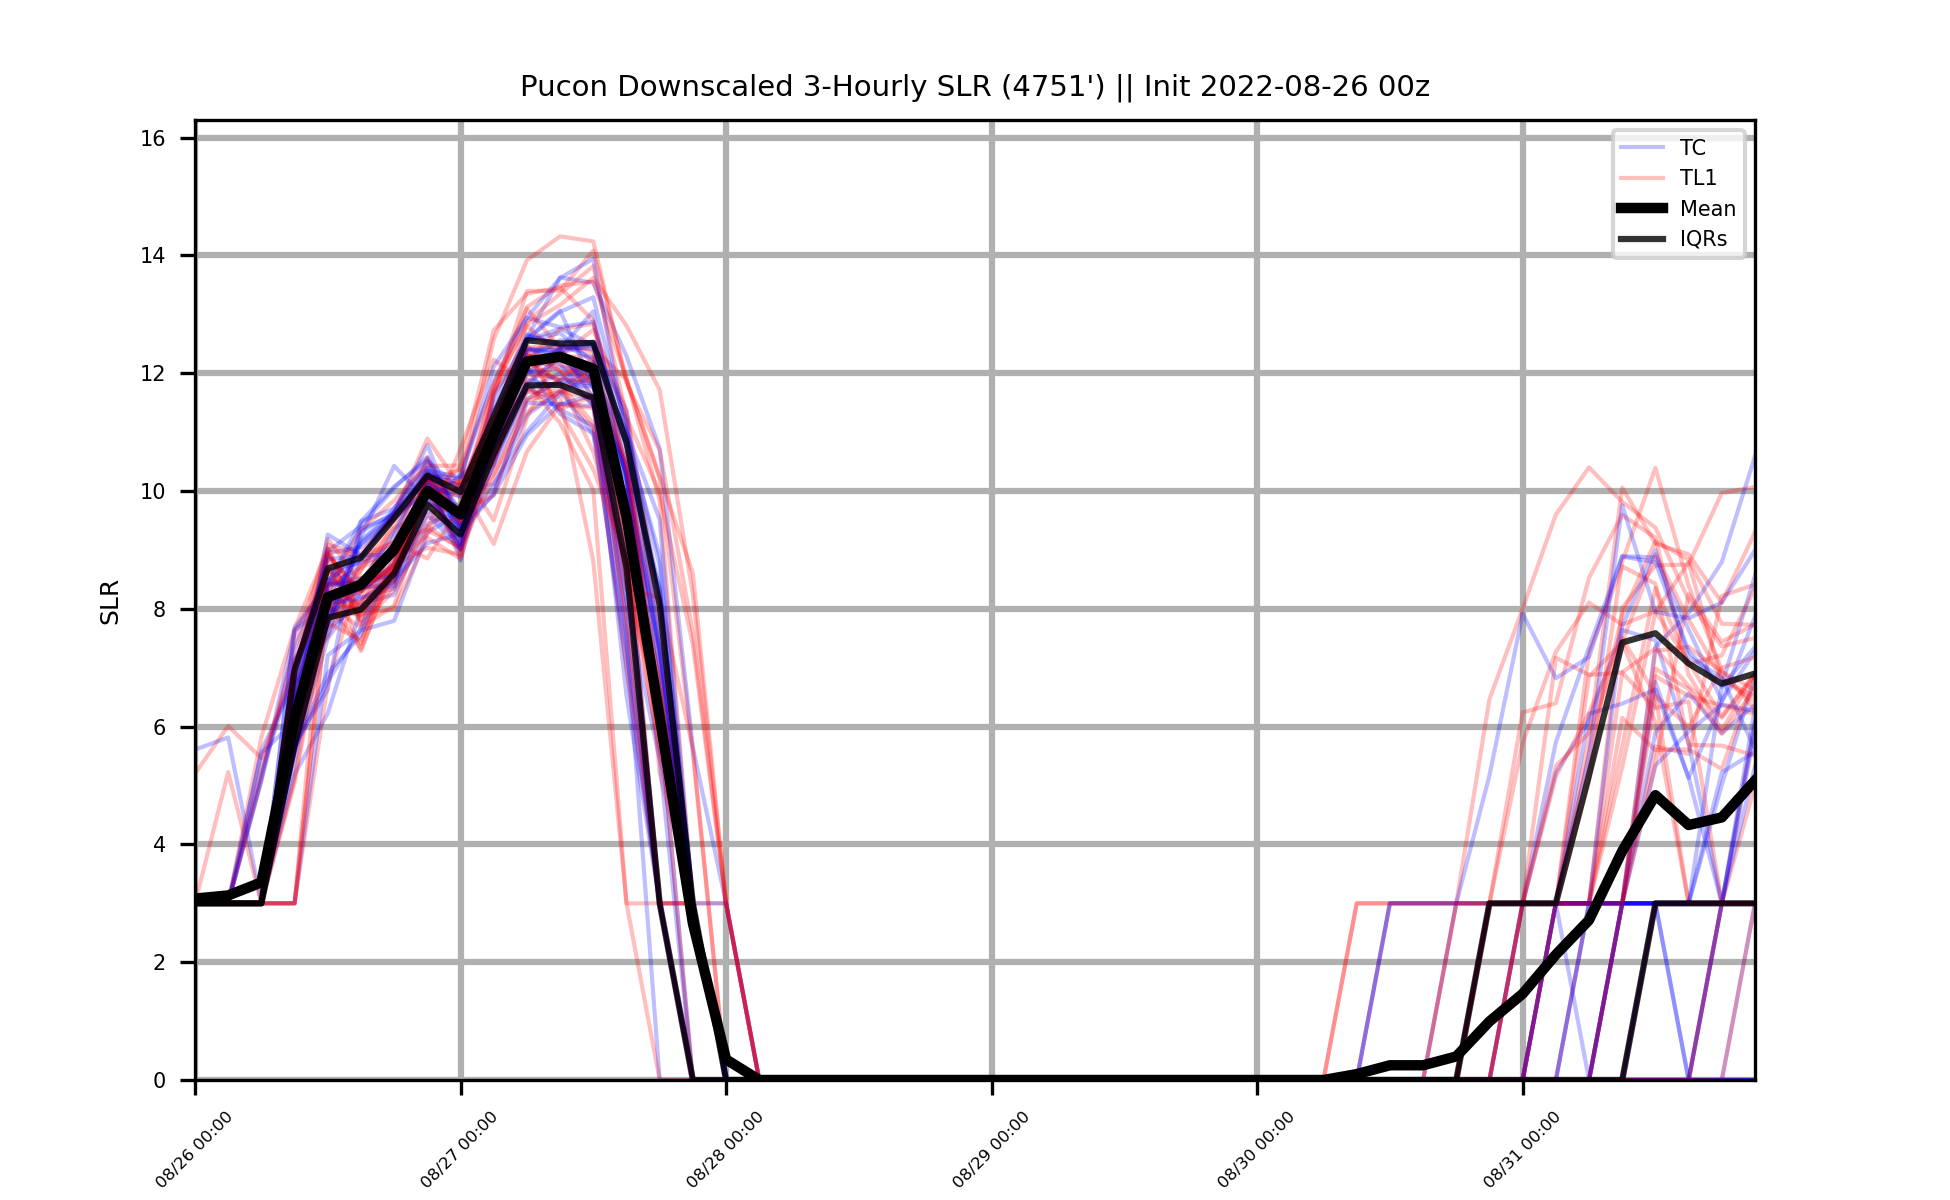 Pucon Downscaled 3-Hourly SLR (4751') || Init 2022-08-26 00z
16
14
12
10
8
6
4
2
0
SLR
TC
TL1
Mean
IQRs
08/26 00:00
08/27 00:00
08/28 00:00
08/29 00:00
08/30 00:00
08/31 00:00